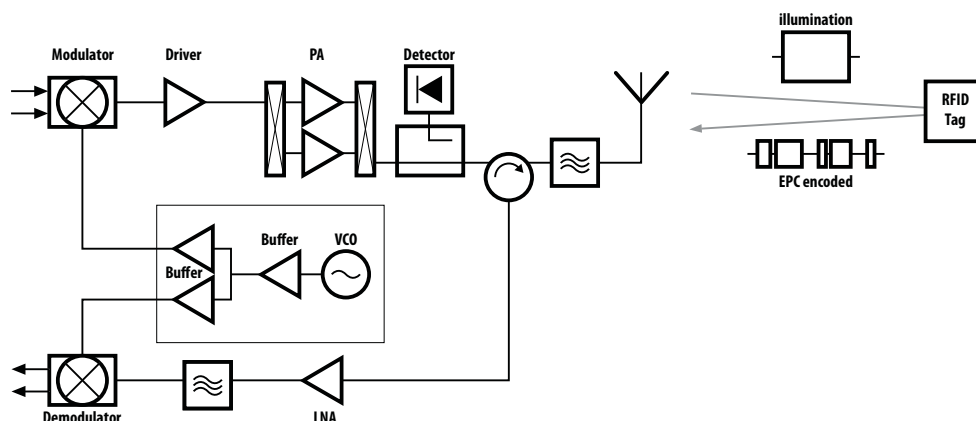 illumination
Modulator
Driver
PA
Detector
RFID
Tag
EPC encoded
Buffer
VCO
Buffer
Demodulator
LNA